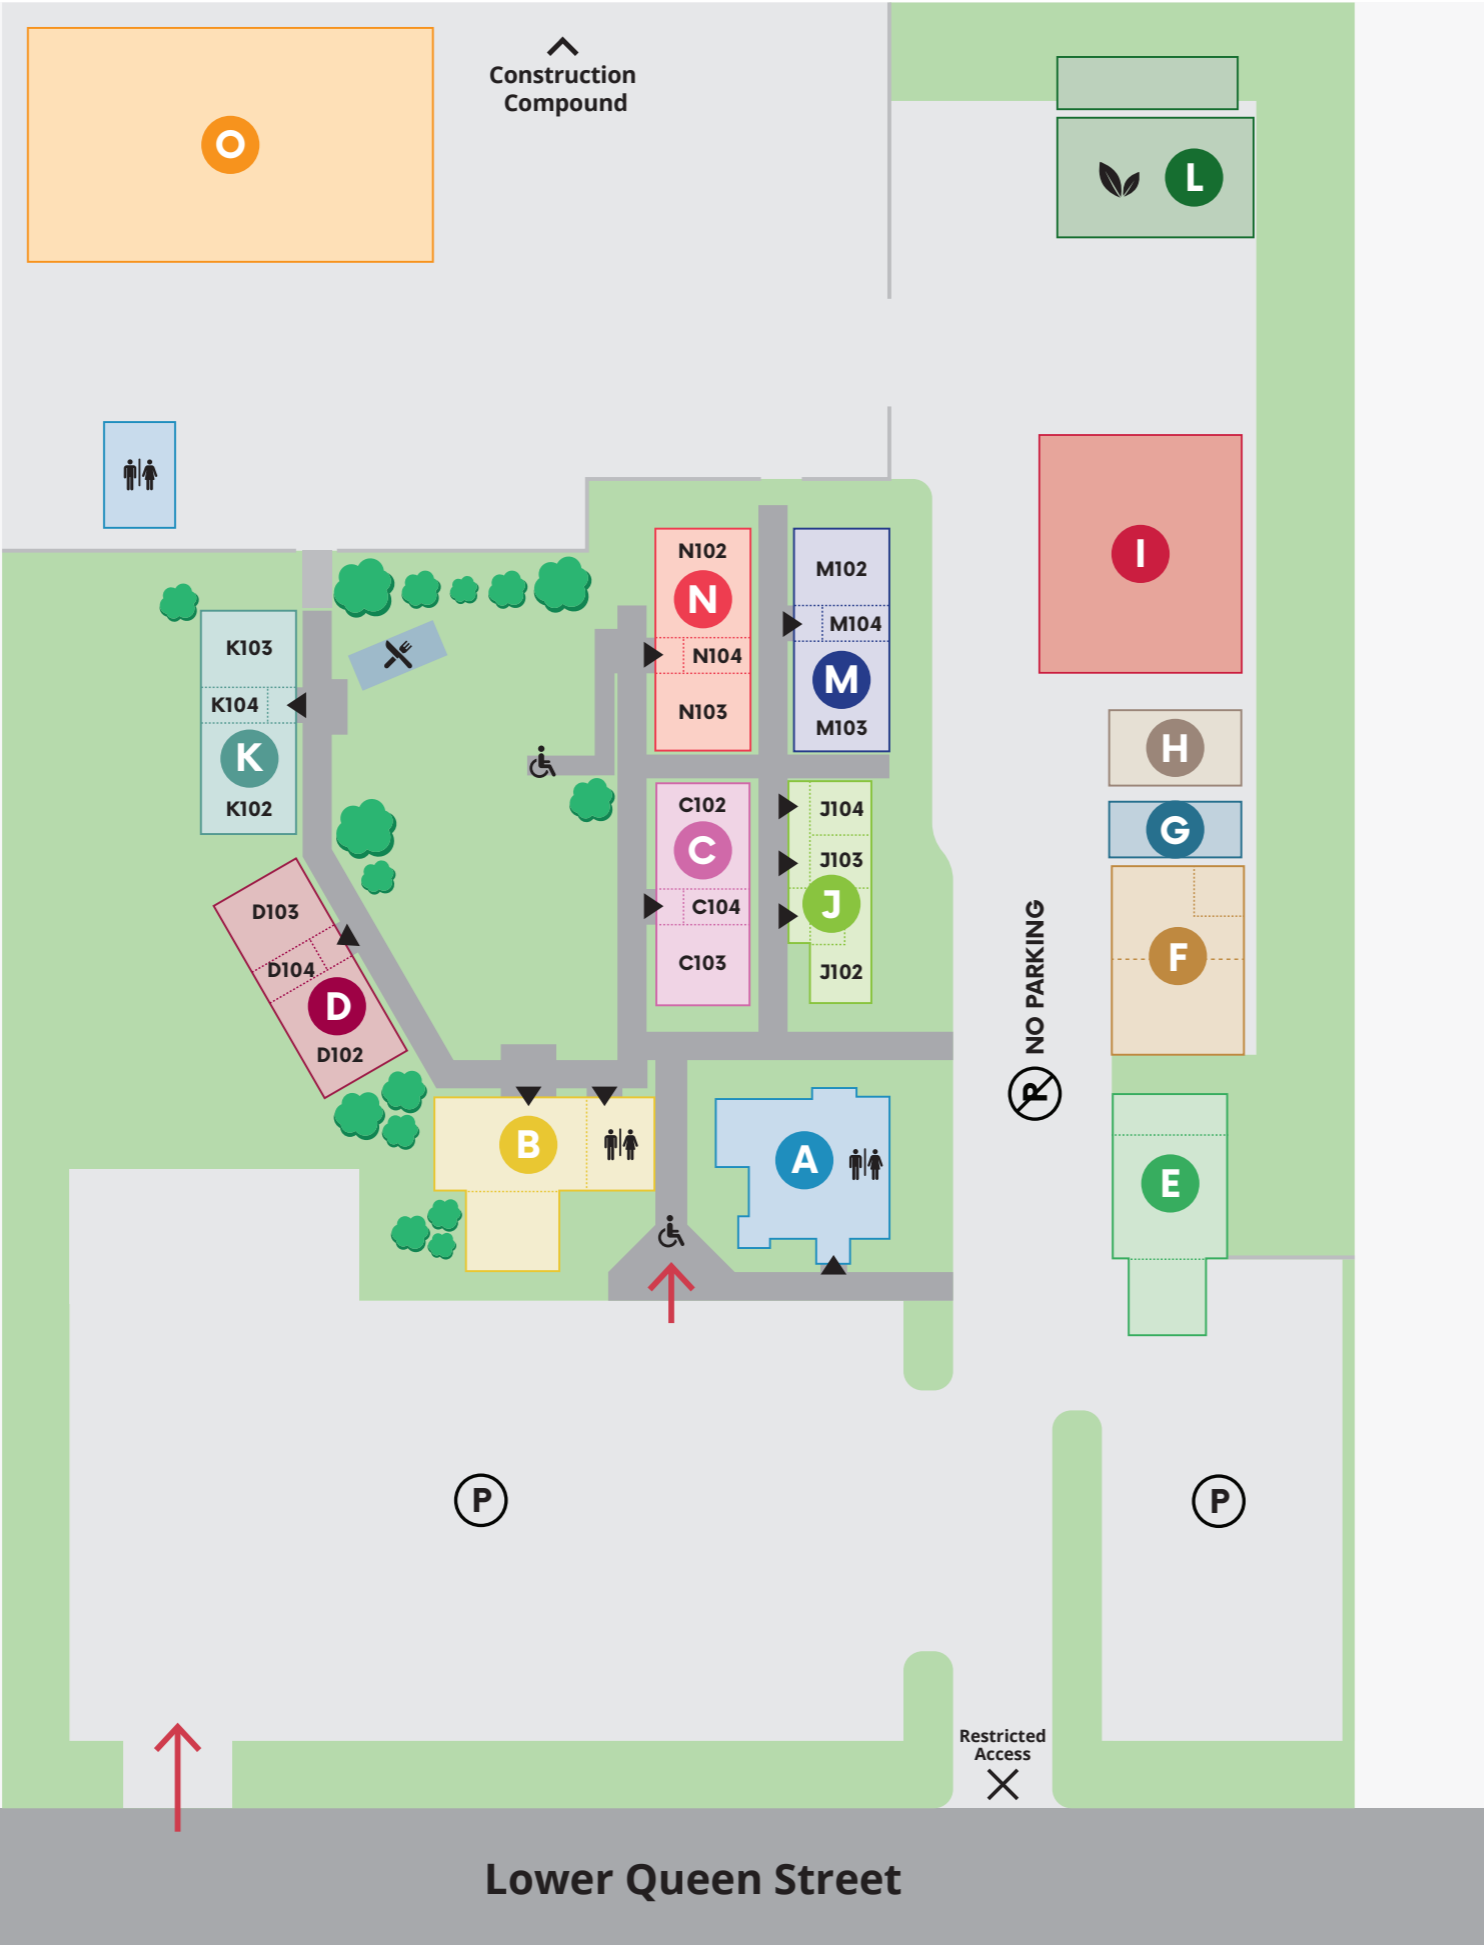 Construction
Compound
O
L
I
N102
N
N104
N103
M102
M104
M
M103
K103
K104
K
K102
H
G
F
C102
C
C104
C103
J104
J103
J
J102
D103
D104
D
D102
NO PARKING
P
B
A
E
P
P
Restricted
Access
Lower Queen Street